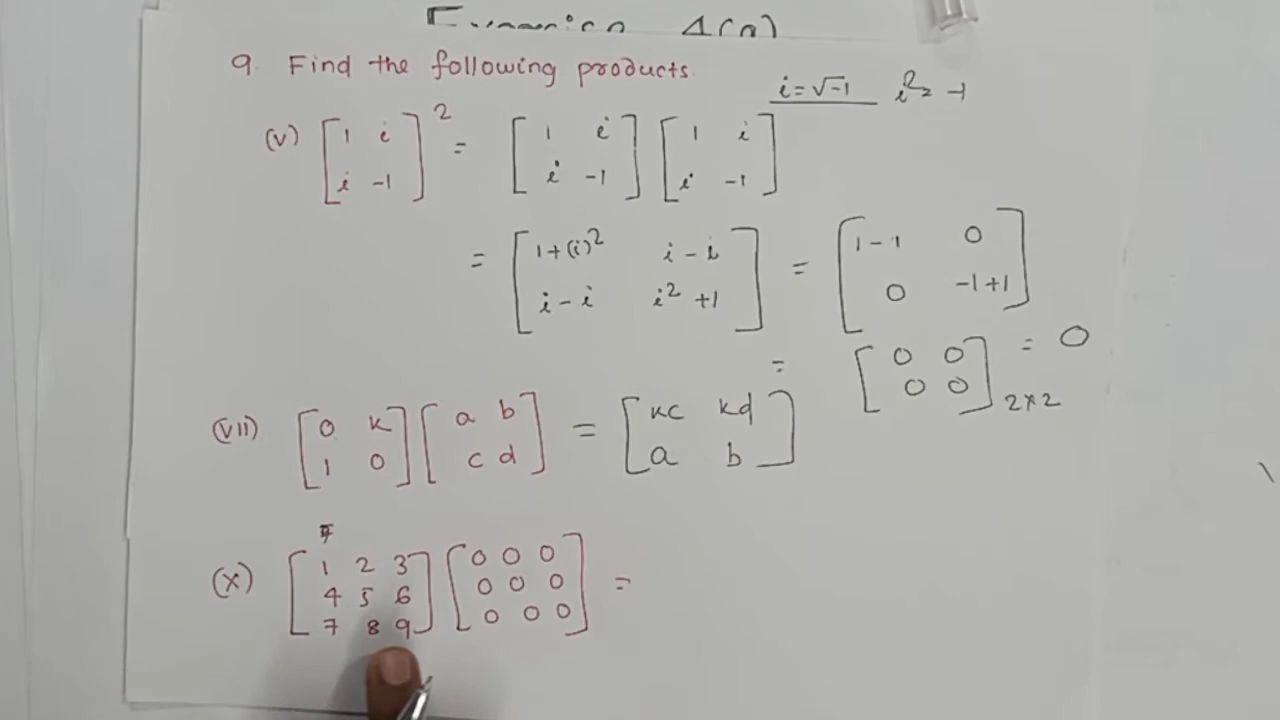 4(a)
9. Find the following products.
i = √-1 i² = -1
(v) [1 i; i -1]² = [1 i; i -1] [1 i; i -1]
= [1+(i)² i - i; i - i i² +1] = [1 - 1 0; 0 -1+1]
= [0 0; 0 0] 2×2 = 0
(vii) [0 k; 1 0] [a b; c d] = [kc kd; a b]
(x) [1 2 3; 4 5 6; 7 8 9] [0 0 0; 0 0 0; 0 0 0] =